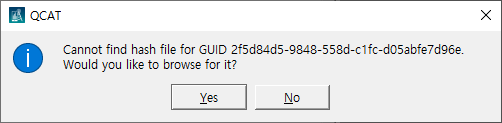 QCAT
Cannot find hash file for GUID 2f5d84d5-9848-558d-c1fc-d05abfe7d96e.
Would you like to browse for it?
Yes
No